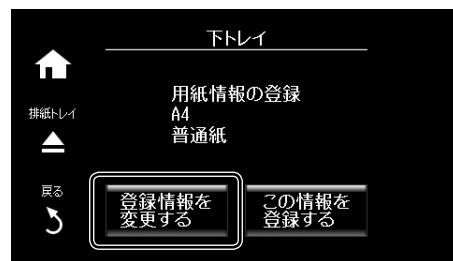 下トレイ
用紙情報の登録
A4
普通紙
排紙トレイ
戻る
登録情報を
変更する
この情報を
登録する